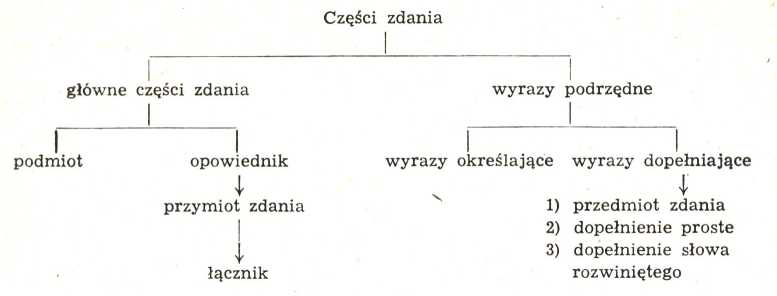 Części zdania
główne części zdania wyrazy podrzędne
podmiot opowiednik wyrazy określające wyrazy dopełniające
przymiot zdania 1) przedmiot zdania
2) dopełnienie proste
3) dopełnienie słowa
łącznik rozwiniętego